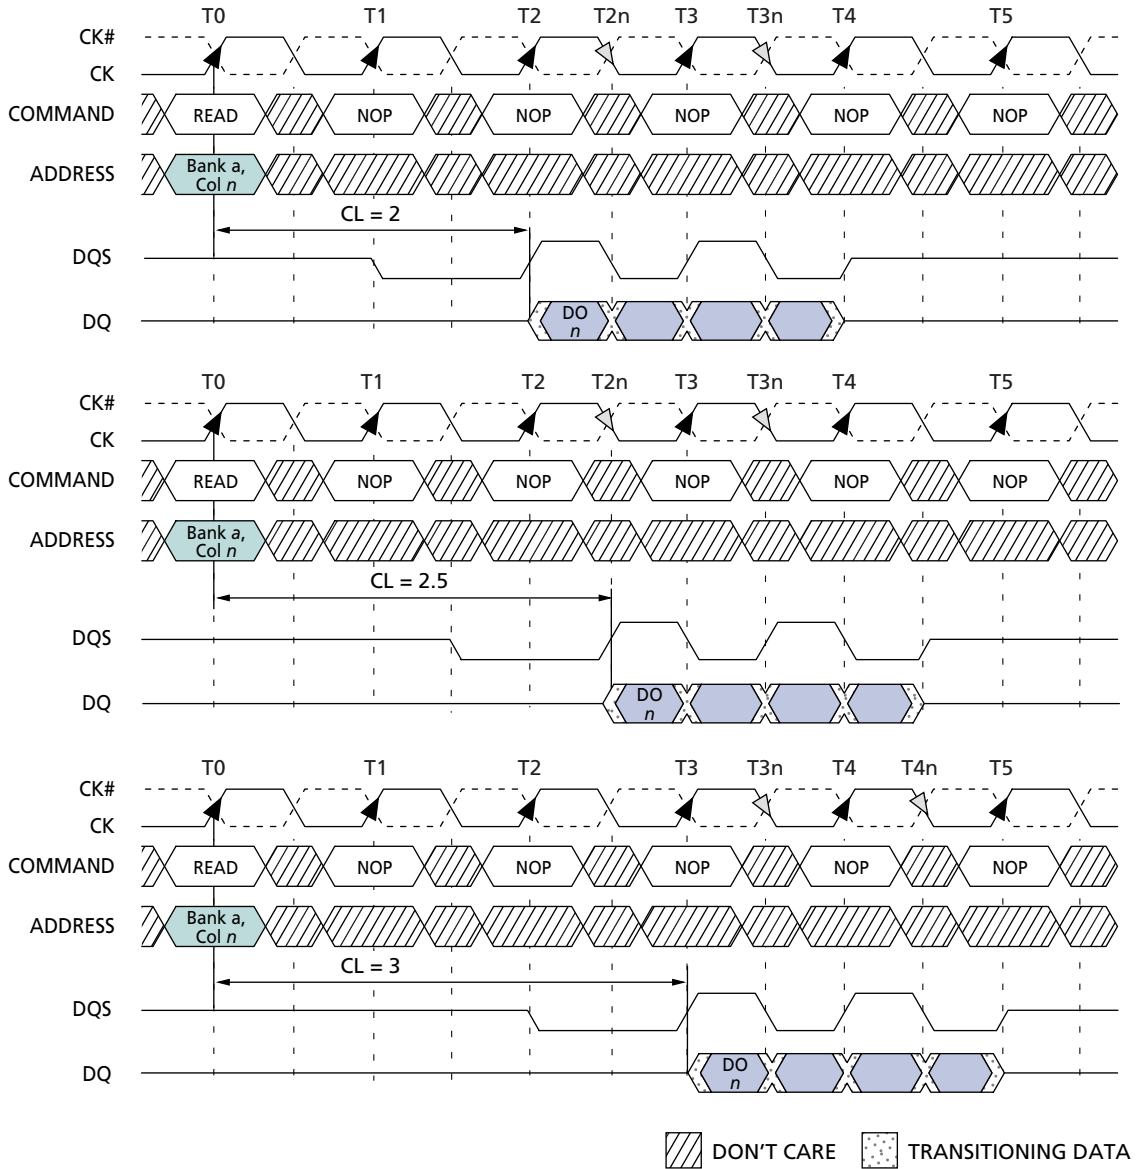 T0 T1 T2 T2n T3 T3n T4 T5
CK#
CK
COMMAND READ NOP NOP NOP NOP NOP
ADDRESS Bank a,
Col n
CL = 2
DQS
DQ DO
n
T0 T1 T2 T2n T3 T3n T4 T5
CK#
CK
COMMAND READ NOP NOP NOP NOP NOP
ADDRESS Bank a,
Col n
CL = 2.5
DQS
DQ DO
n
T0 T1 T2 T3 T3n T4 T4n T5
CK#
CK
COMMAND READ NOP NOP NOP NOP NOP
ADDRESS Bank a,
Col n
CL = 3
DQS
DQ DO
n
DON'T CARE TRANSITIONING DATA